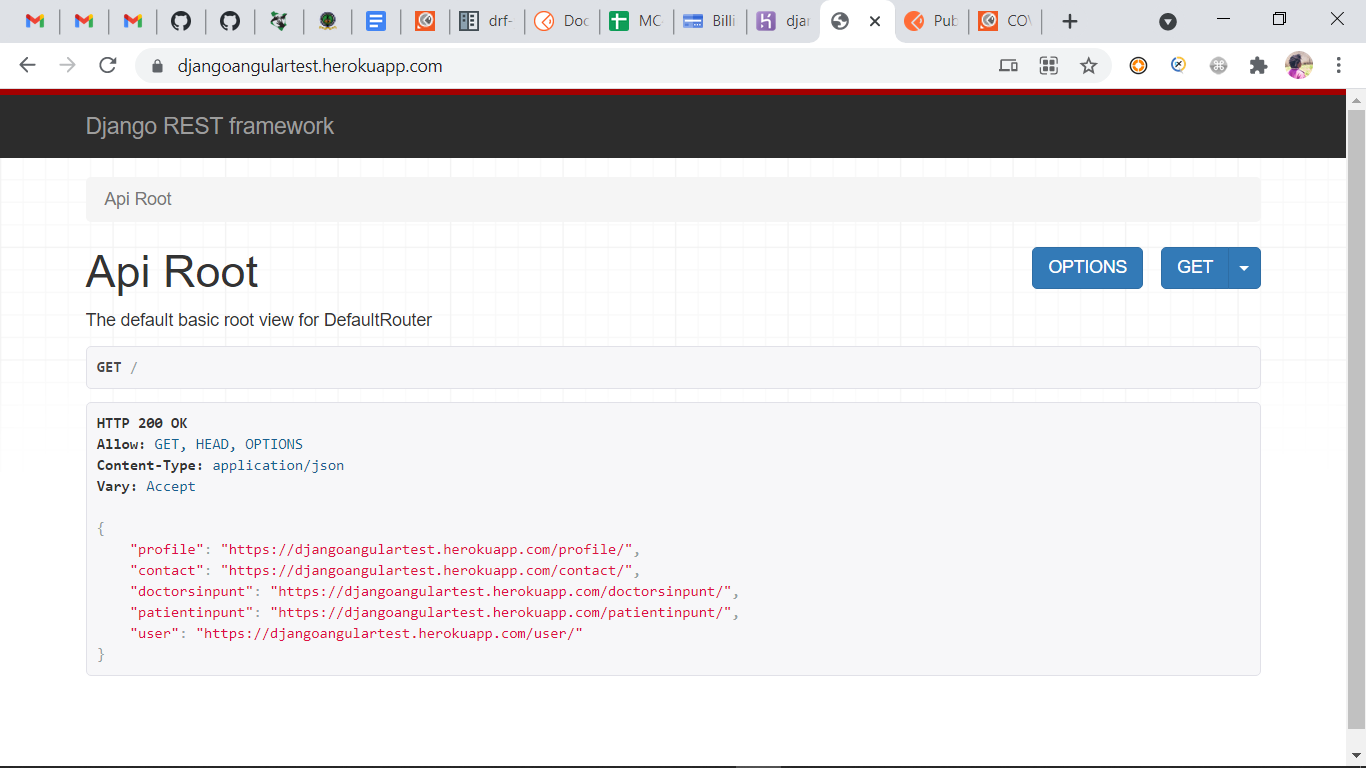 drf-
Doc
MC-
Billi
djan
Pub
COV
djangoangulartest.herokuapp.com
Django REST framework
Api Root
Api Root
OPTIONS
GET
The default basic root view for DefaultRouter
GET /
HTTP 200 OK
Allow: GET, HEAD, OPTIONS
Content-Type: application/json
Vary: Accept
{
"profile": "https://djangoangulartest.herokuapp.com/profile/",
"contact": "https://djangoangulartest.herokuapp.com/contact/",
"doctorsinpunt": "https://djangoangulartest.herokuapp.com/doctorsinpunt/",
"patientinpunt": "https://djangoangulartest.herokuapp.com/patientinpunt/",
"user": "https://djangoangulartest.herokuapp.com/user/"
}